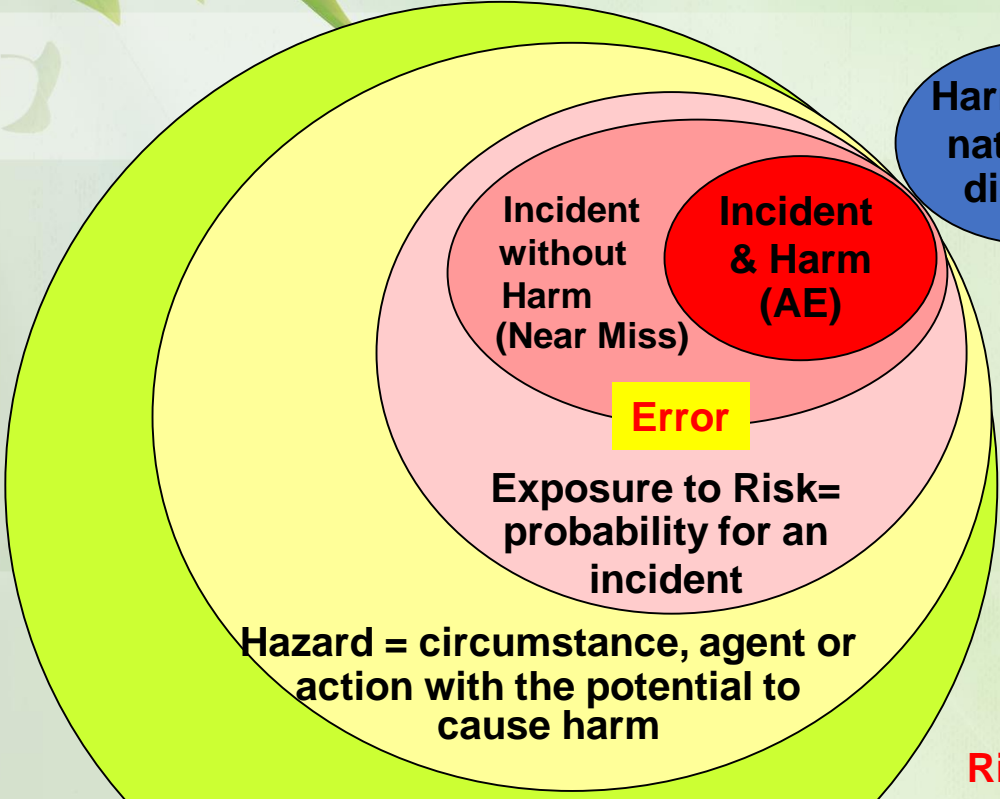 Incident
without
Harm
(Near Miss)
Incident
& Harm
(AE)
Error
Exposure to Risk=
probability for an
incident
Hazard = circumstance, agent or
action with the potential to
cause harm